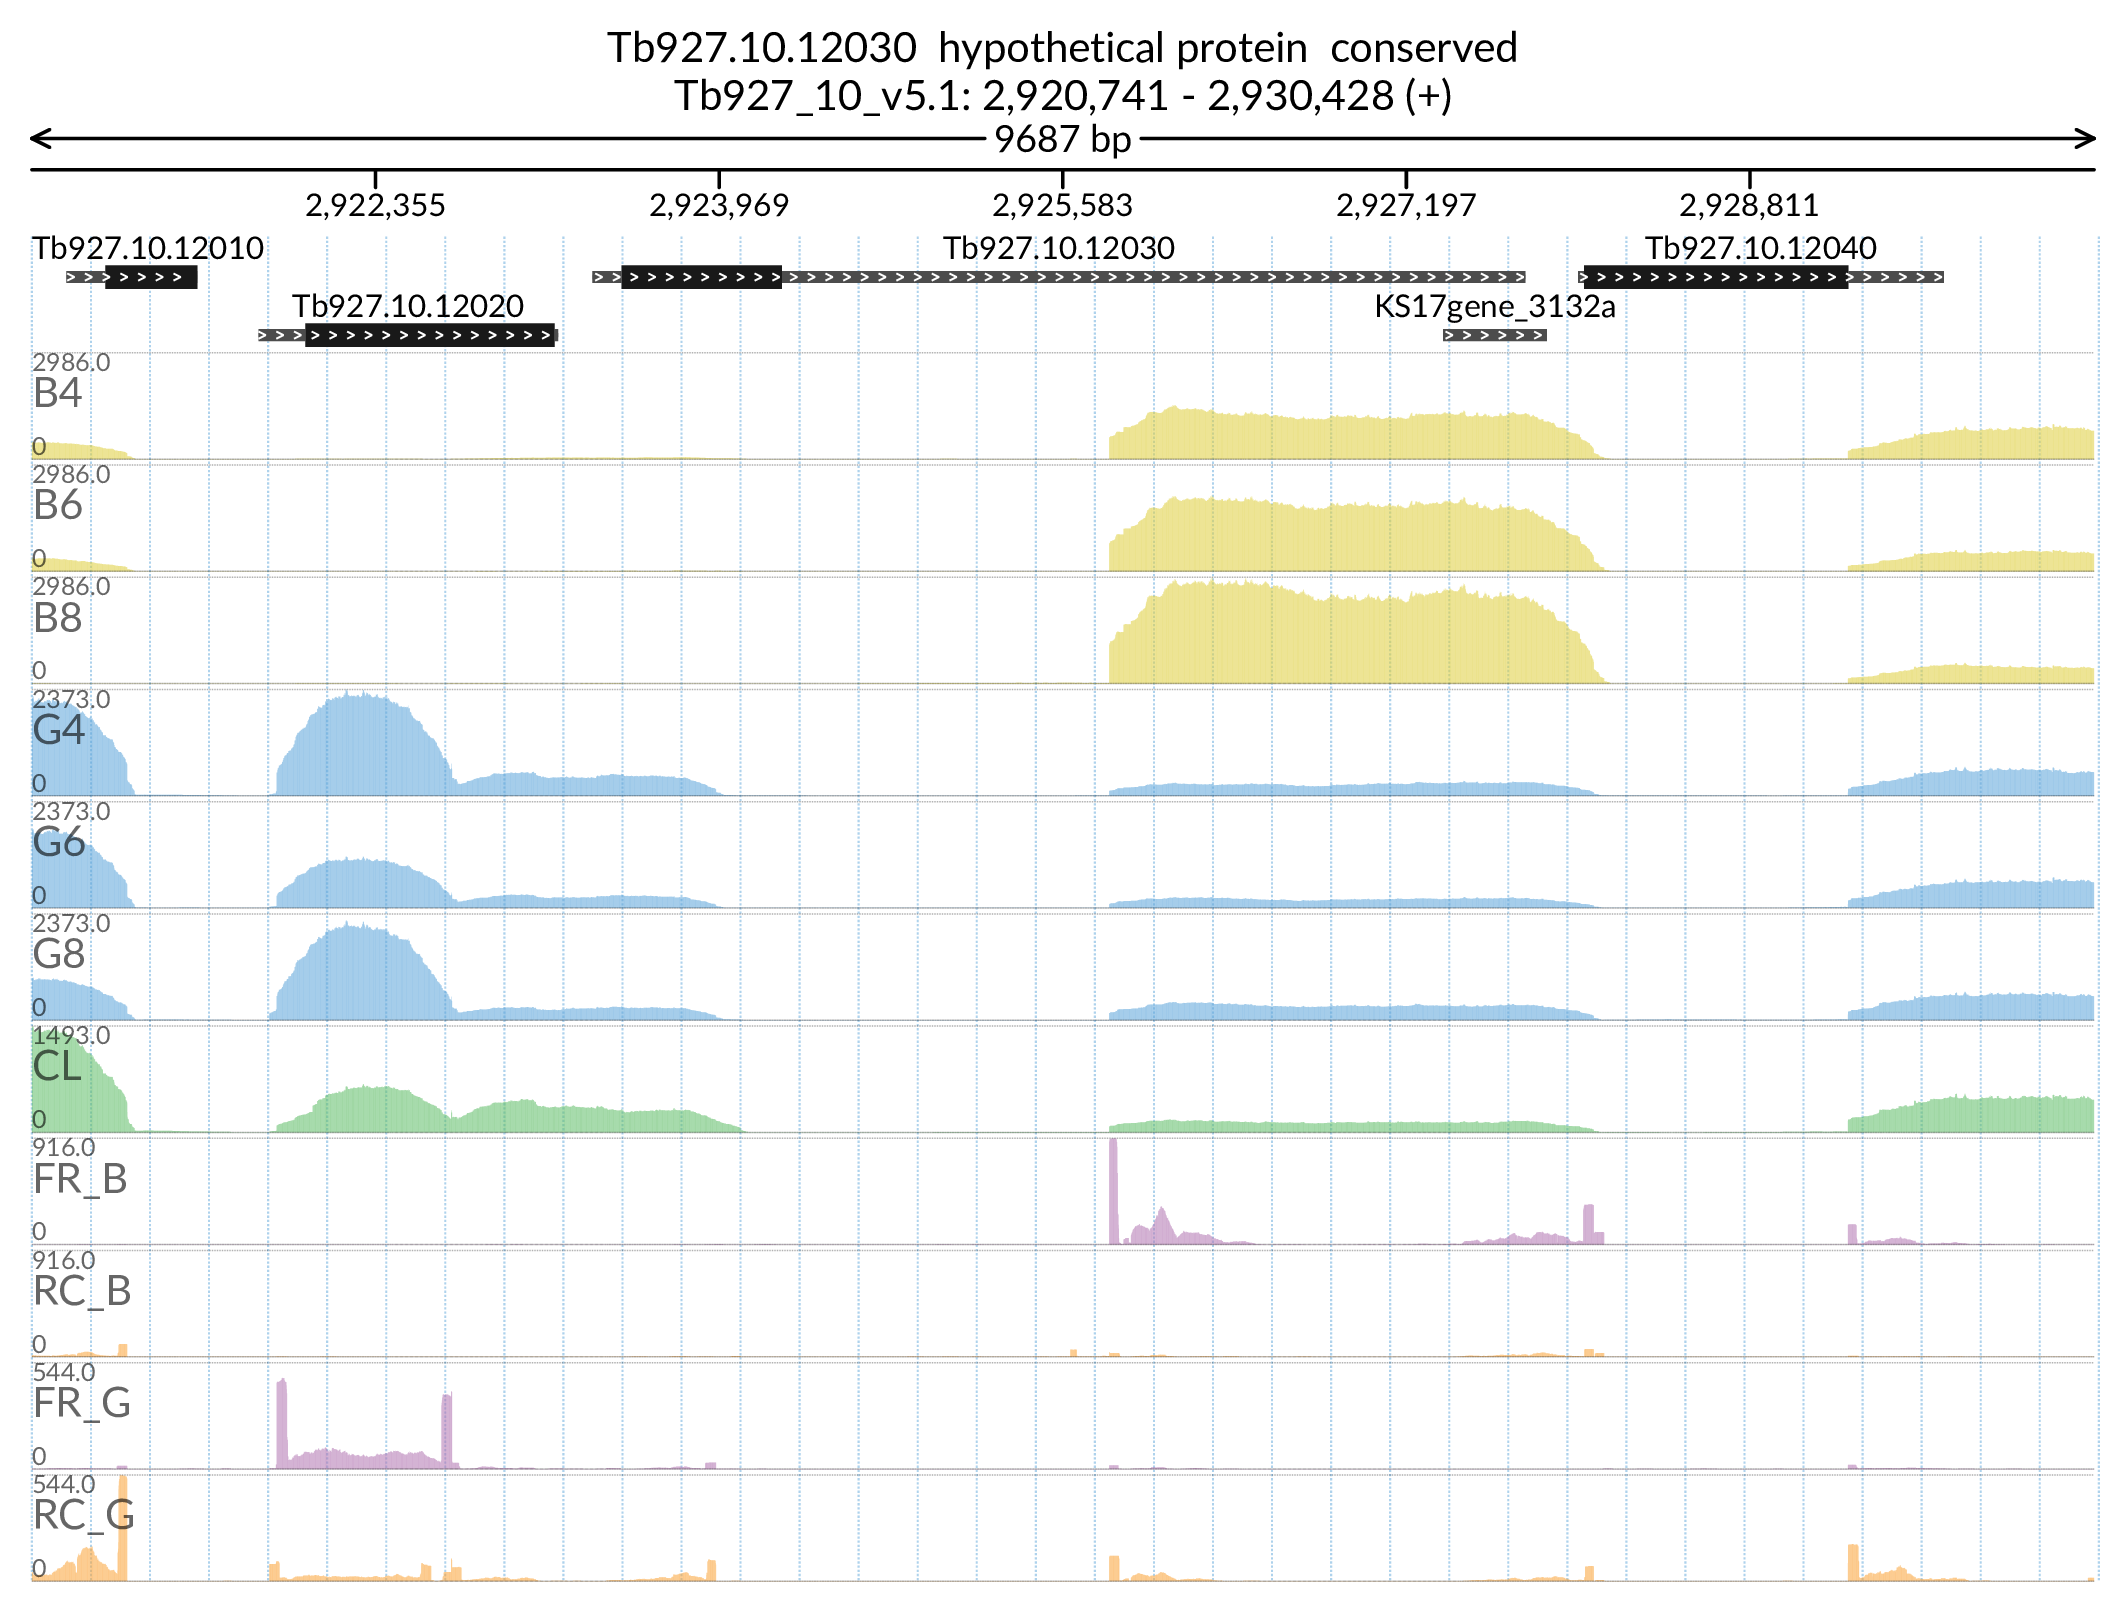 Tb927.10.12030 hypothetical protein conserved
Tb927_10_v5.1: 2,920,741 - 2,930,428 (+)
9687 bp
2,922,355 2,923,969 2,925,583 2,927,197 2,928,811
Tb927.10.12010 Tb927.10.12030 Tb927.10.12040
Tb927.10.12020 KS17gene_3132a
2986.0
B4
0
2986.0
B6
0
2986.0
B8
0
2373.0
G4
0
2373.0
G6
0
2373.0
G8
0
1493.0
CL
0
916.0
FR_B
0
916.0
RC_B
0
544.0
FR_G
0
544.0
RC_G
0